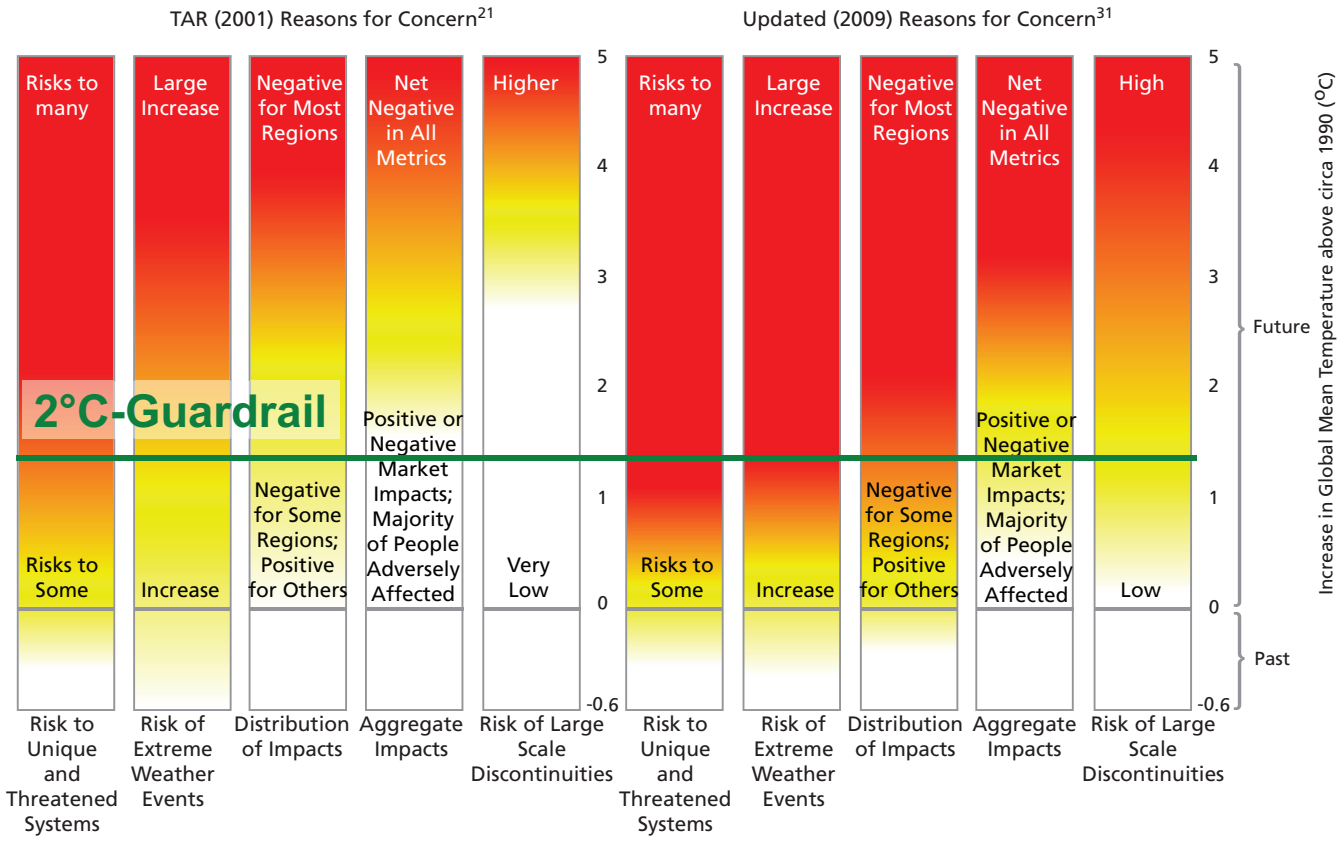 TAR (2001) Reasons for Concern21
Updated (2009) Reasons for Concern31
Risks to
many
Large
Increase
Negative
for Most
Regions
Net
Negative
in All
Metrics
Higher
5
4
3
2
1
0
-0.6
Risks to
many
Large
Increase
Negative
for Most
Regions
Net
Negative
in All
Metrics
High
5
4
3
2
1
0
-0.6
2°C-Guardrail
Risks to
Some
Increase
Negative
for Some
Regions;
Positive
for Others
Positive or
Negative
Market
Impacts;
Majority
of People
Adversely
Affected
Very
Low
Risks to
Some
Increase
Negative
for Some
Regions;
Positive
for Others
Positive or
Negative
Market
Impacts;
Majority
of People
Adversely
Affected
Low
Future
Past
Increase in Global Mean Temperature above circa 1990 (°C)
Risk to
Unique
and
Threatened
Systems
Risk of
Extreme
Weather
Events
Distribution
of Impacts
Aggregate
Impacts
Risk of Large
Scale
Discontinuities
Risk to
Unique
and
Threatened
Systems
Risk of
Extreme
Weather
Events
Distribution
of Impacts
Aggregate
Impacts
Risk of Large
Scale
Discontinuities